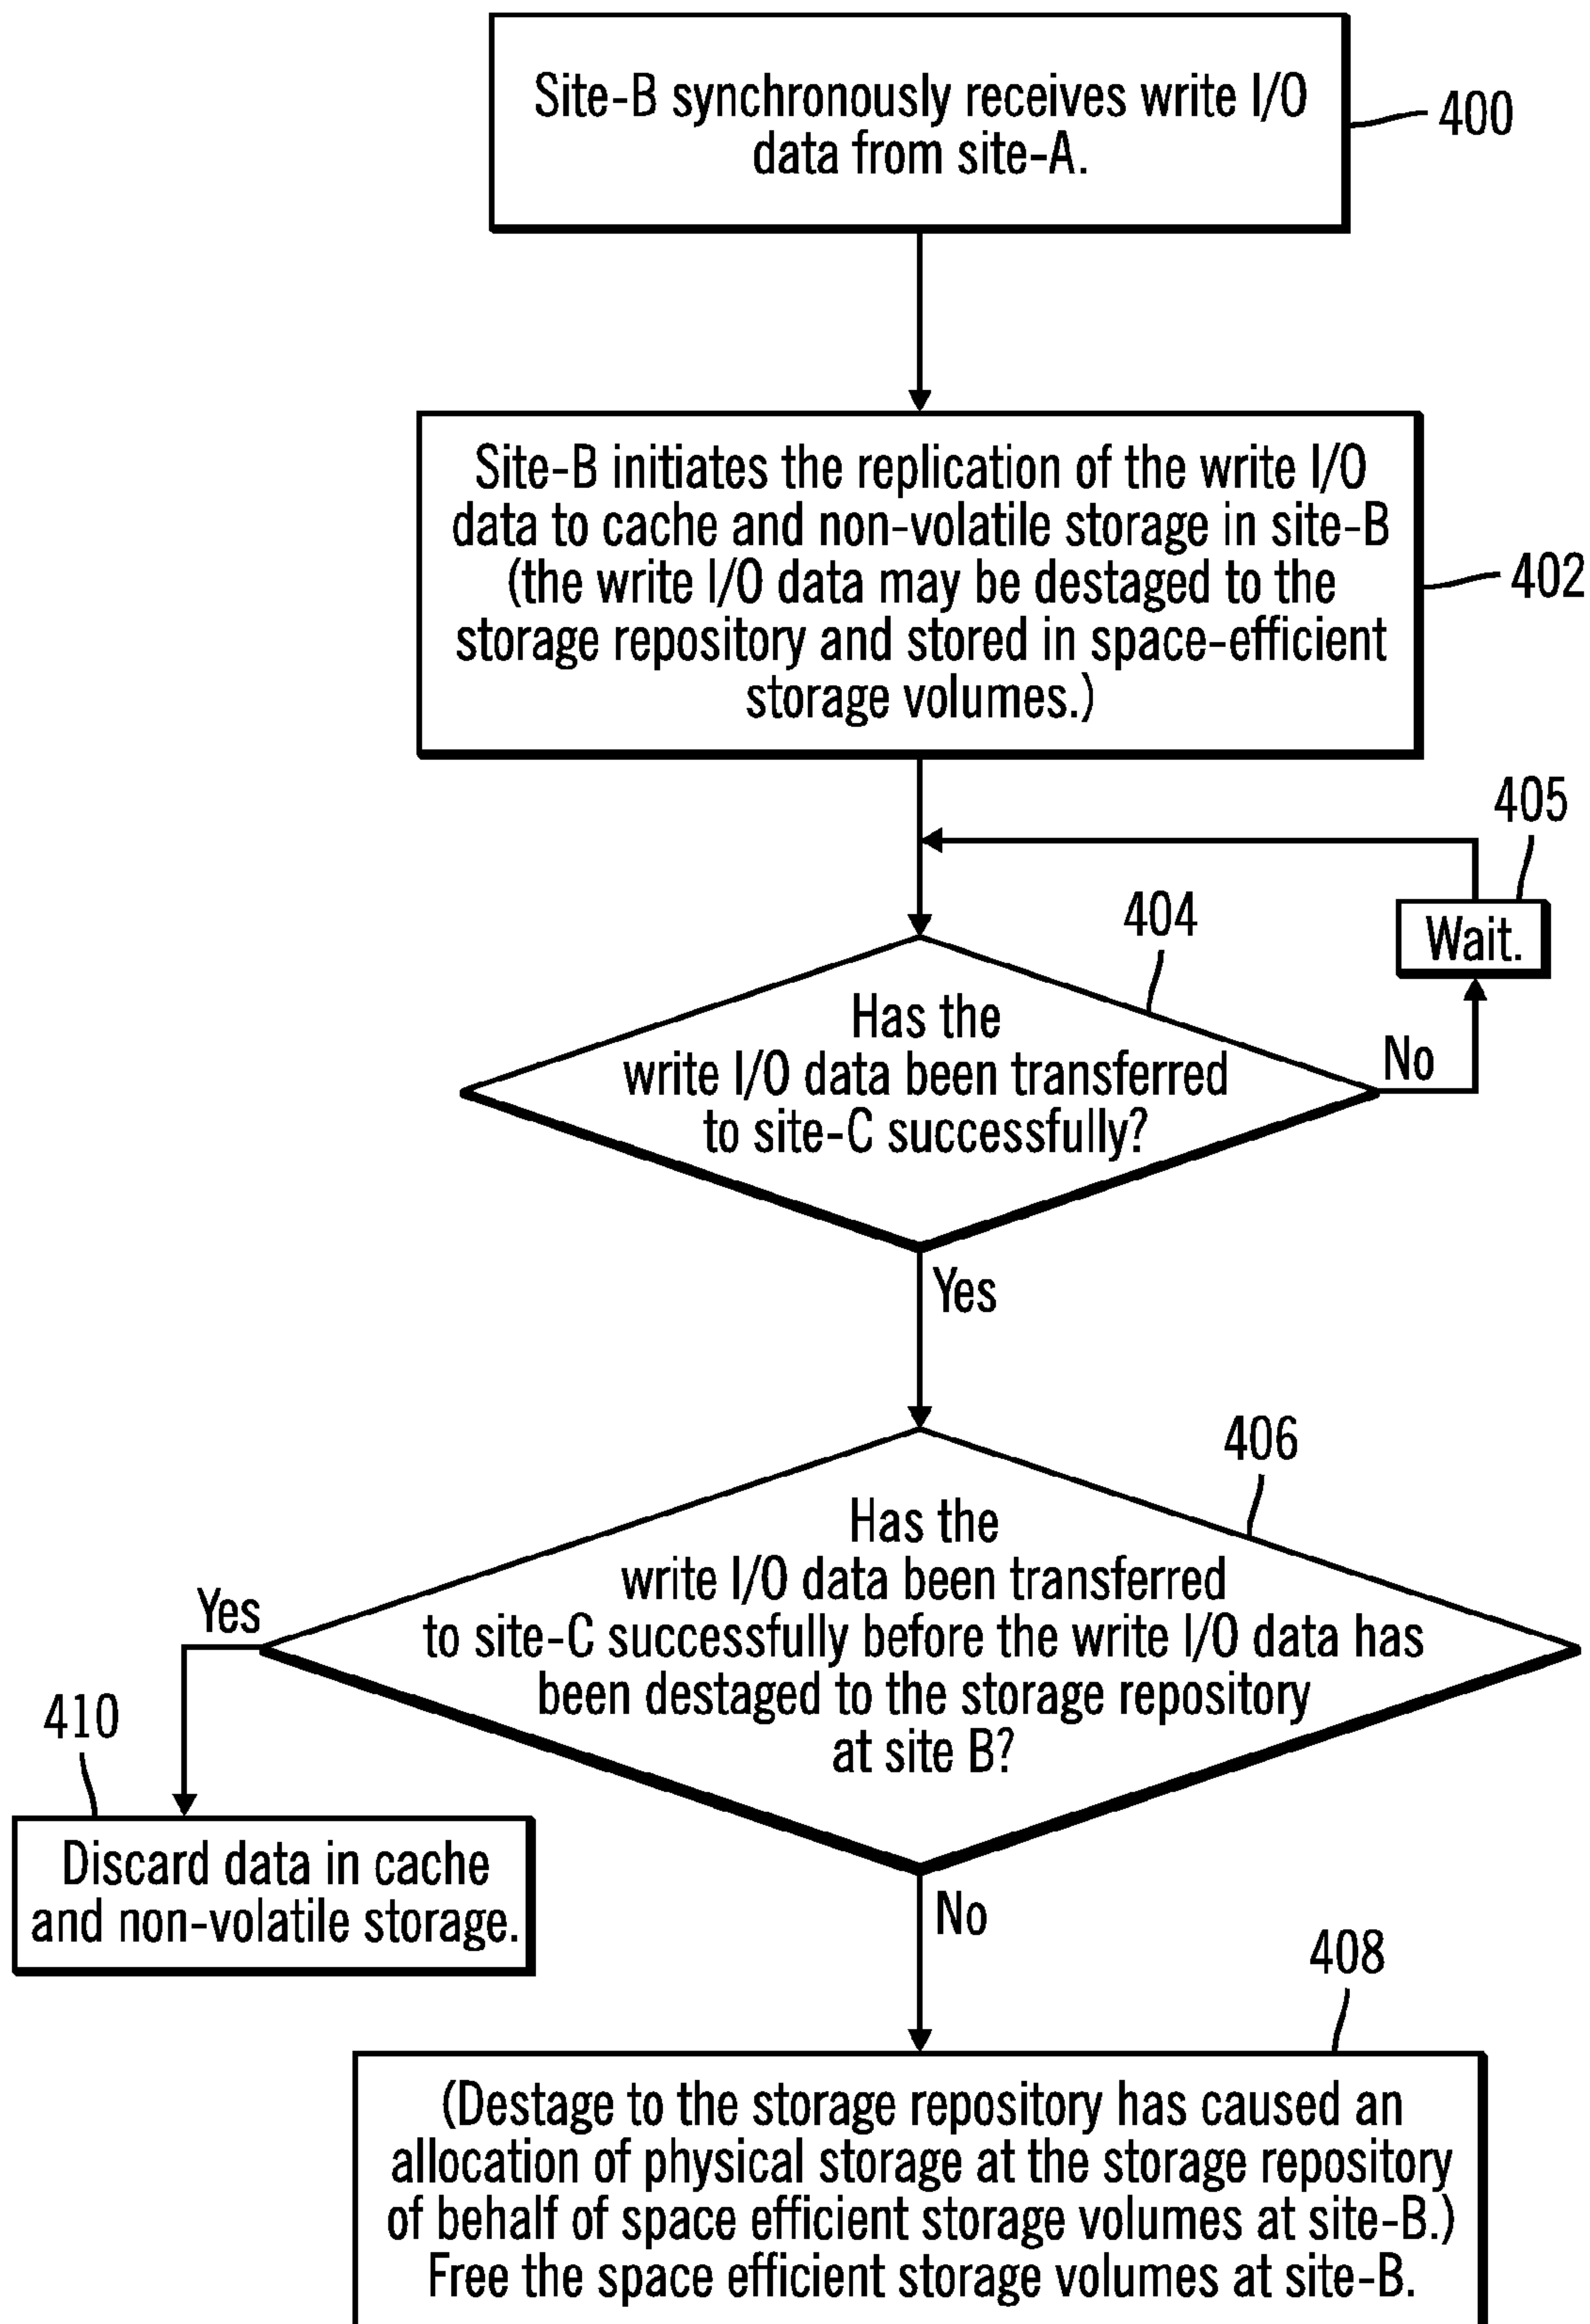 Site-B synchronously receives write I/O
data from site-A.
400
Site-B initiates the replication of the write I/O
data to cache and non-volatile storage in site-B
(the write I/O data may be destaged to the
storage repository and stored in space-efficient
storage volumes.)
402
405
Wait.
404
Has the
write I/O data been transferred
to site-C successfully?
No
Yes
406
Has the
write I/O data been transferred
to site-C successfully before the write I/O data has
been destaged to the storage repository
at site B?
Yes
410
Discard data in cache
and non-volatile storage.
No
408
(Destage to the storage repository has caused an
allocation of physical storage at the storage repository
of behalf of space efficient storage volumes at site-B.)
Free the space efficient storage volumes at site-B.